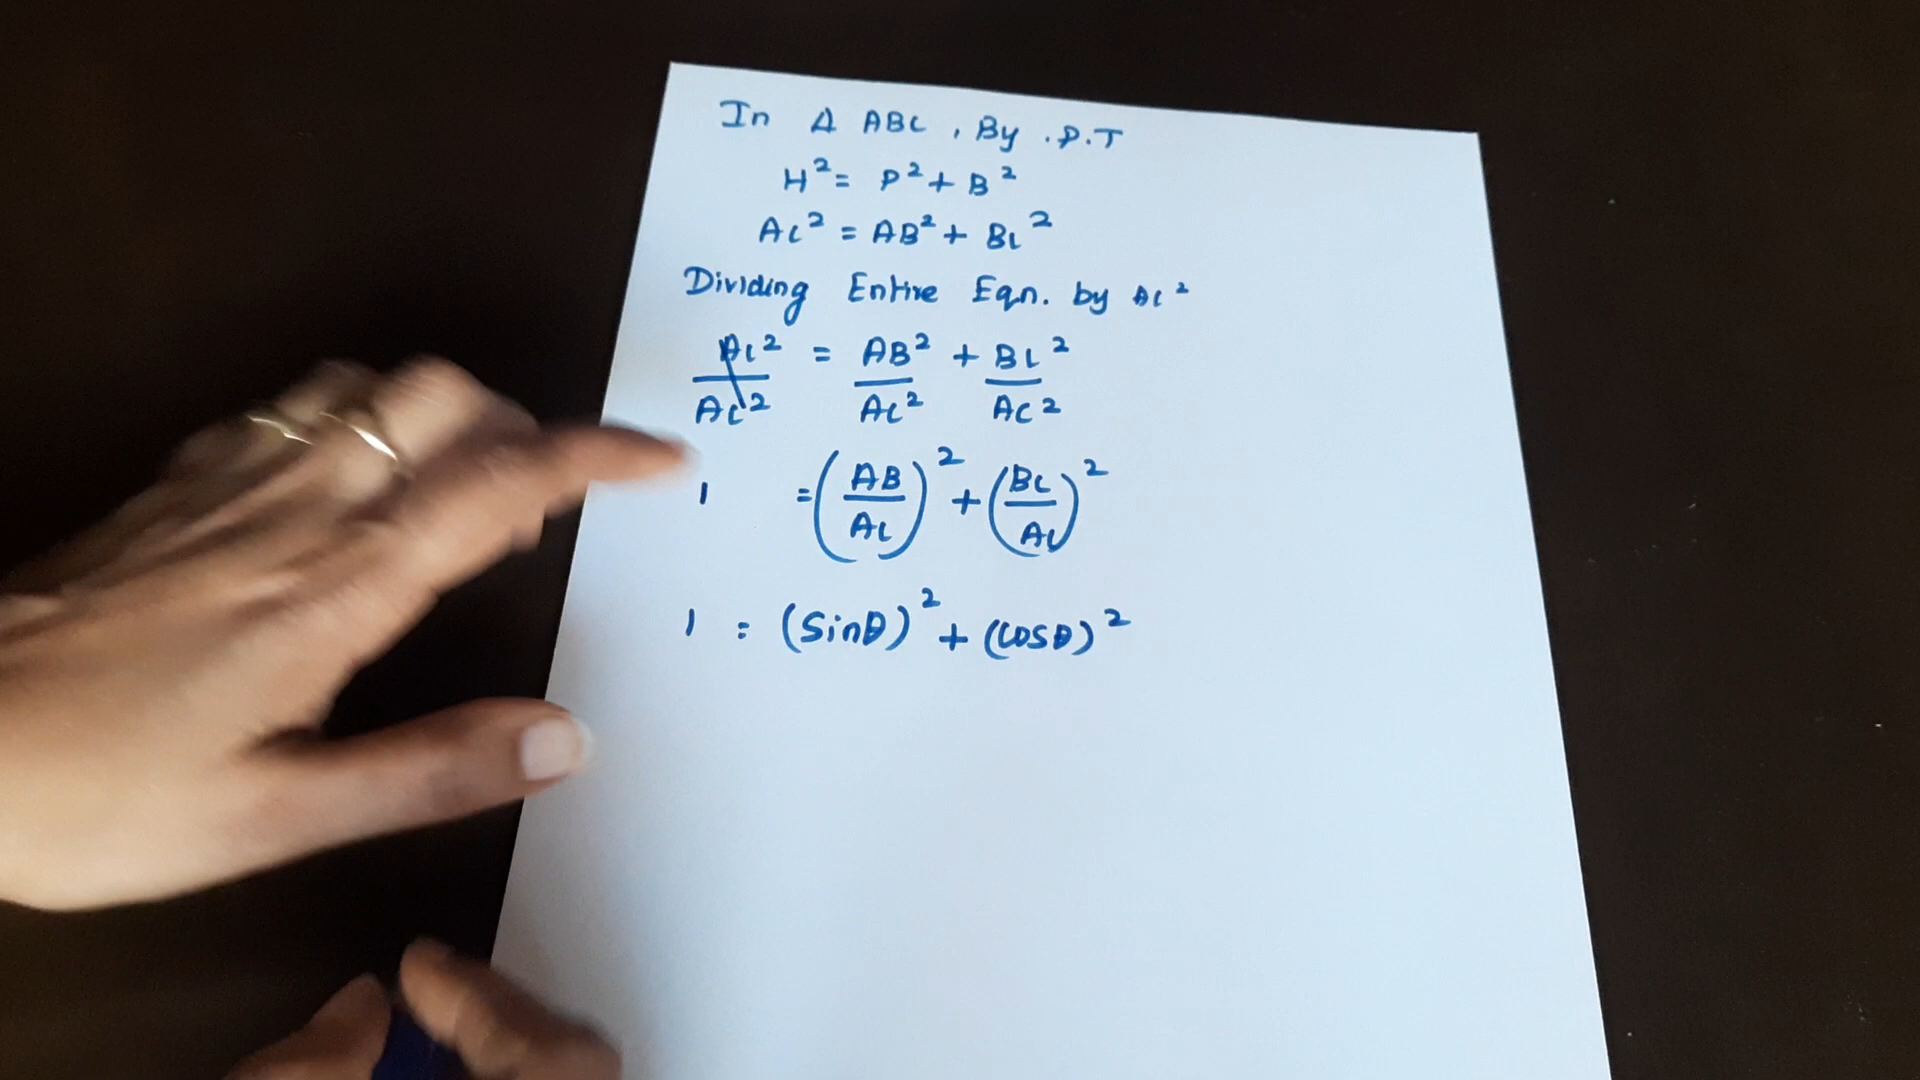 In Δ ABC, By .P.T
H² = P² + B²
AC² = AB² + BC²
Dividing Entire Eqn. by AC²
AC²/AC² = AB²/AC² + BC²/AC²
1 = (AB/AC)² + (BC/AC)²
1 = (Sinθ)² + (cosθ)²